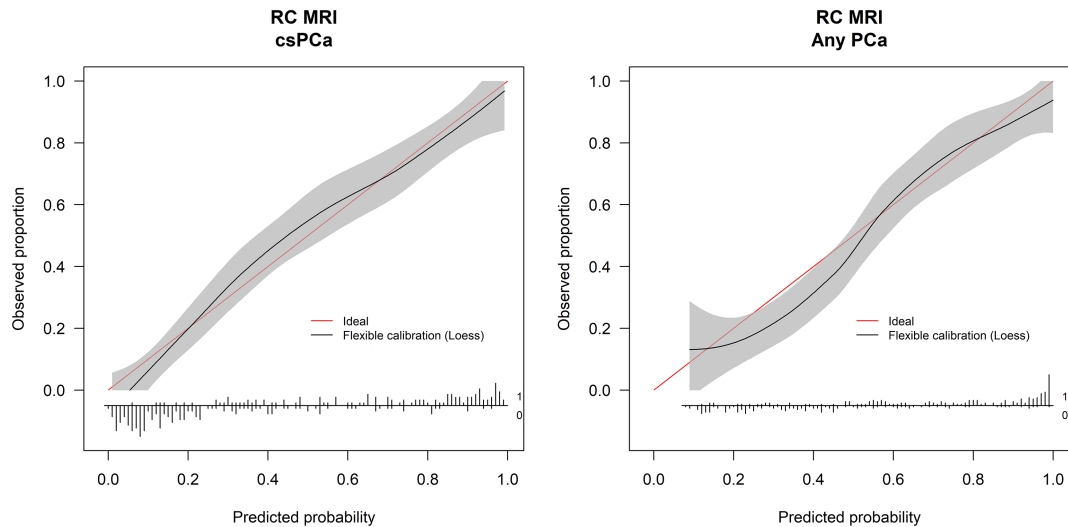 RC MRI
csPCa
Observed proportion
1.0
0.8
0.6
0.4
0.2
0.0
Ideal
Flexible calibration (Loess)
1
0
0.0 0.2 0.4 0.6 0.8 1.0
Predicted probability
RC MRI
Any PCa
Observed proportion
1.0
0.8
0.6
0.4
0.2
0.0
Ideal
Flexible calibration (Loess)
1
0
0.0 0.2 0.4 0.6 0.8 1.0
Predicted probability